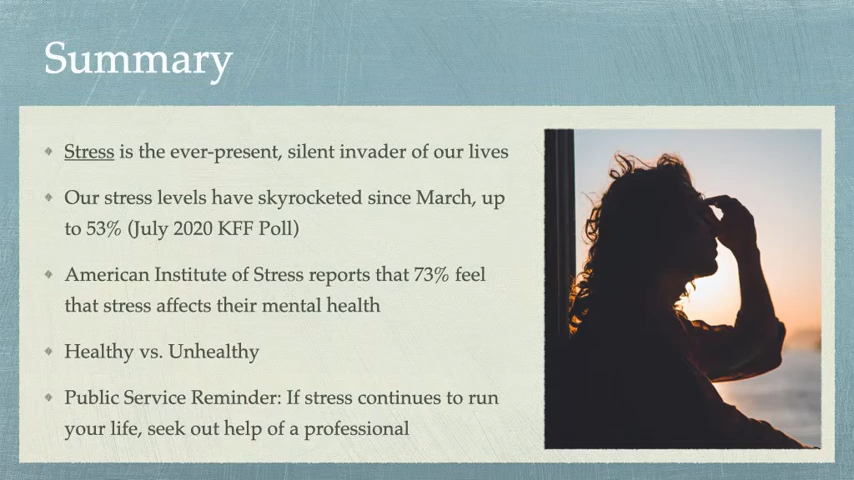 Summary
Stress is the ever-present, silent invader of our lives
Our stress levels have skyrocketed since March, up
to 53% (July 2020 KFF Poll)
American Institute of Stress reports that 73% feel
that stress affects their mental health
Healthy vs. Unhealthy
Public Service Reminder: If stress continues to run
your life, seek out help of a professional